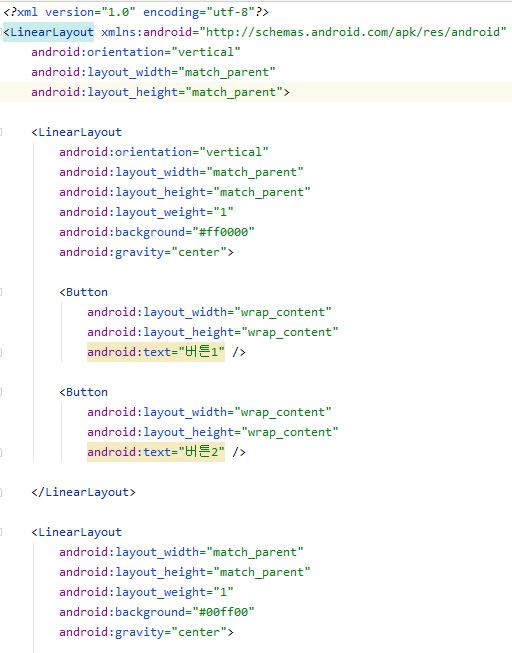 <?xml version="1.0" encoding="utf-8"?>
<LinearLayout xmlns:android="http://schemas.android.com/apk/res/android"
    android:orientation="vertical"
    android:layout_width="match_parent"
    android:layout_height="match_parent">
    <LinearLayout
        android:orientation="vertical"
        android:layout_width="match_parent"
        android:layout_height="match_parent"
        android:layout_weight="1"
        android:background="#ff0000"
        android:gravity="center">
        <Button
            android:layout_width="wrap_content"
            android:layout_height="wrap_content"
            android:text="버튼1" />
        <Button
            android:layout_width="wrap_content"
            android:layout_height="wrap_content"
            android:text="버튼2" />
    </LinearLayout>
    <LinearLayout
        android:layout_width="match_parent"
        android:layout_height="match_parent"
        android:layout_weight="1"
        android:background="#00ff00"
        android:gravity="center">